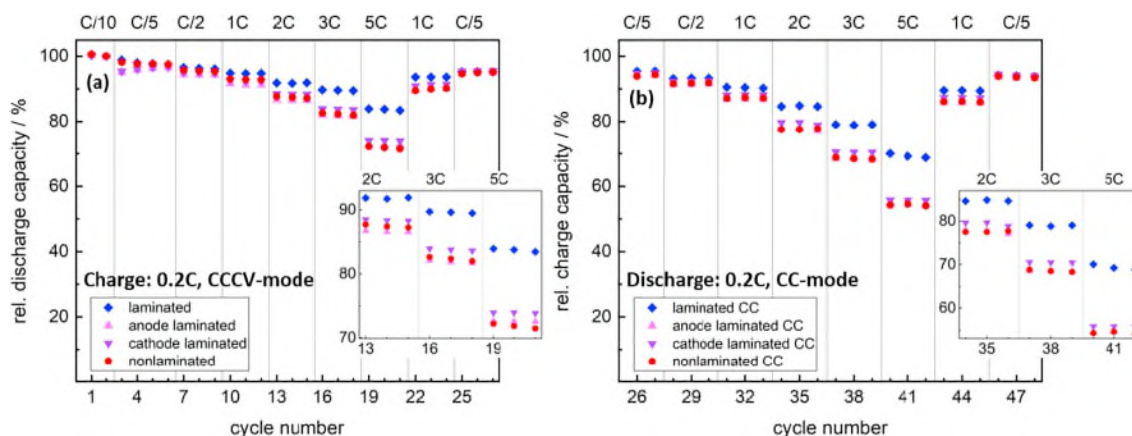 C/10 C/5 C/2 1C 2C 3C 5C 1C C/5
100
80
60
40
20
rel. discharge capacity / %
(a)
Charge: 0.2C, CCCV-mode
laminated
anode laminated
cathode laminated
nonlaminated
2C 3C 5C
90
80
70
13 16 19
1 4 7 10 13 16 19 22 25
cycle number
C/5 C/2 1C 2C 3C 5C 1C C/5
100
80
60
40
20
rel. charge capacity / %
(b)
Discharge: 0.2C, CC-mode
laminated CC
anode laminated CC
cathode laminated CC
nonlaminated CC
2C 3C 5C
80
70
60
35 38 41
26 29 32 35 38 41 44 47
cycle number